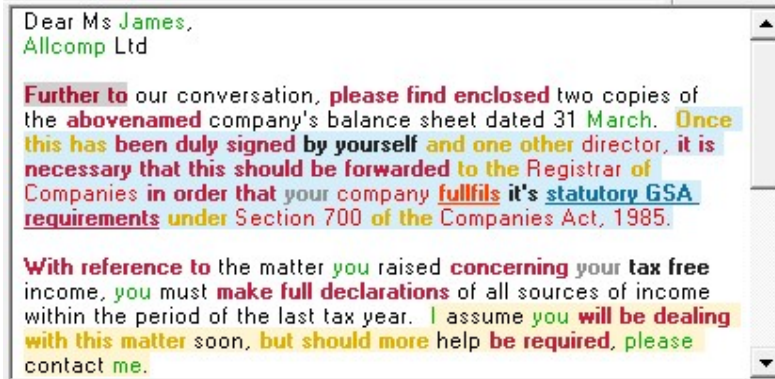 Dear Ms James,
Allcomp Ltd
Further to our conversation, please find enclosed two copies of
the abovenamed company's balance sheet dated 31 March. Once
this has been duly signed by yourself and one other director, it is
necessary that this should be forwarded to the Registrar of
Companies in order that your company fullfils it's statutory GSA
requirements under Section 700 of the Companies Act, 1985.
With reference to the matter you raised concerning your tax free
income, you must make full declarations of all sources of income
within the period of the last tax year. I assume you will be dealing
with this matter soon, but should more help be required, please
contact me.